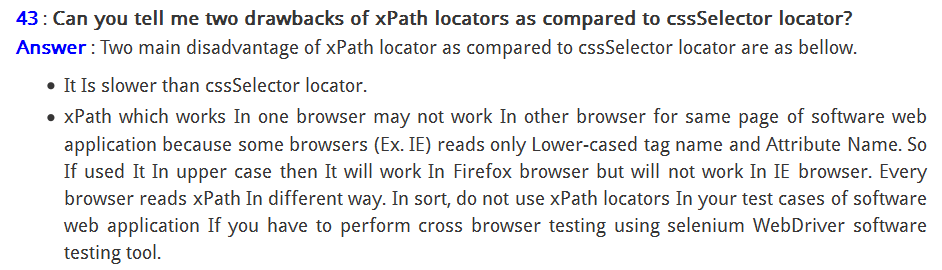 43 : Can you tell me two drawbacks of xPath locators as compared to cssSelector locator?
Answer : Two main disadvantage of xPath locator as compared to cssSelector locator are as bellow.
• It Is slower than cssSelector locator.
• xPath which works In one browser may not work In other browser for same page of software web
application because some browsers (Ex. IE) reads only Lower-cased tag name and Attribute Name. So
If used It In upper case then It will work In Firefox browser but will not work In IE browser. Every
browser reads xPath In different way. In sort, do not use xPath locators In your test cases of software
web application If you have to perform cross browser testing using selenium WebDriver software
testing tool.